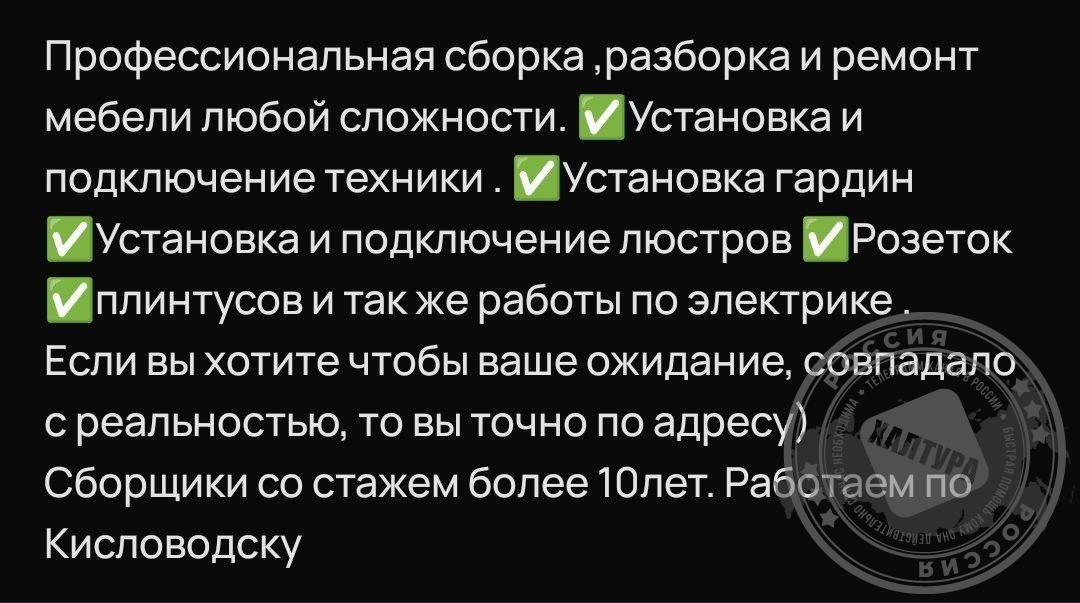 Профессиональная сборка ,разборка и ремонт
мебели любой сложности. ✅Установка и
подключение техники . ✅Установка гардин
✅Установка и подключение люстров ✅Розеток
✅плинтусов и так же работы по электрике .
Если вы хотите чтобы ваше ожидание, совпадало
с реальностью, то вы точно по адресу)
Сборщики со стажем более 10лет. Работаем по
Кисловодску
РОССИЯ
ХАЛТУРА
РОССИЯ